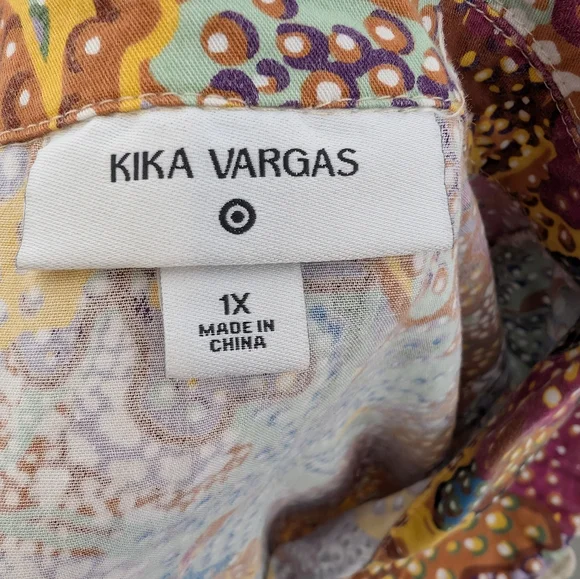 KIKA VARGAS
1X
MADE IN
CHINA